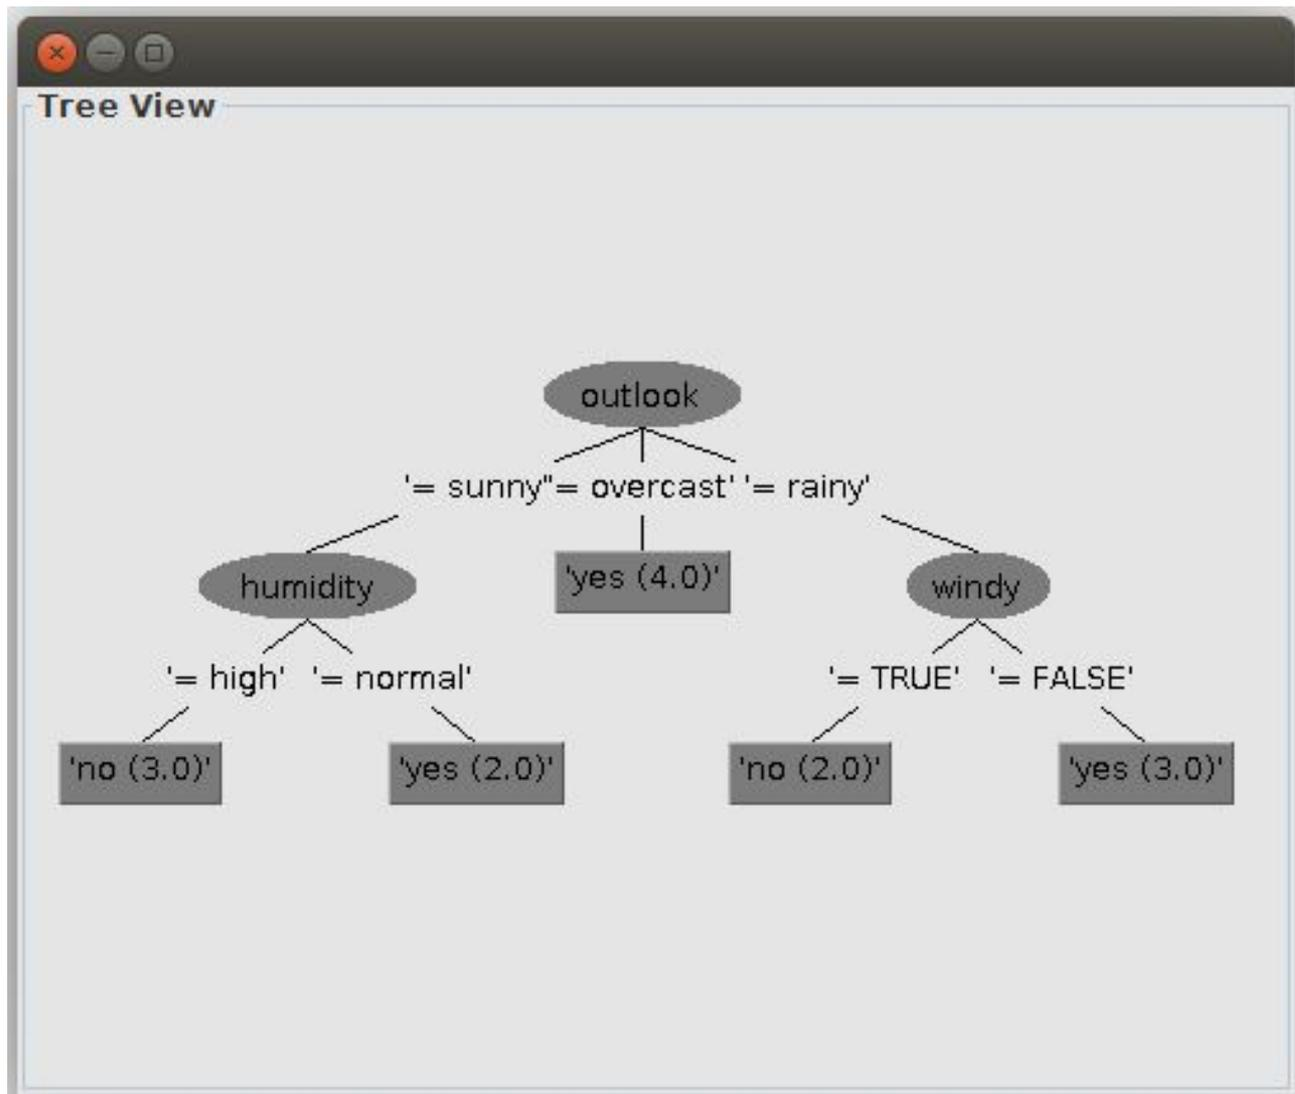 Tree View
outlook
'= sunny''= overcast' '= rainy'
humidity
'yes (4.0)'
windy
'= high' '= normal'
'= TRUE' '= FALSE'
'no (3.0)'
'yes (2.0)'
'no (2.0)'
'yes (3.0)'